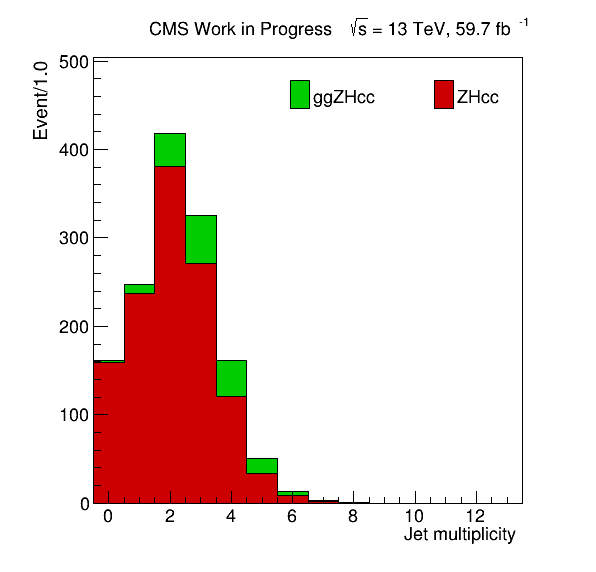 CMS Work in Progress √s = 13 TeV, 59.7 fb⁻¹
Event/1.0
500
ggZHcc ZHcc
400
300
200
100
0
0 2 4 6 8 10 12
Jet multiplicity